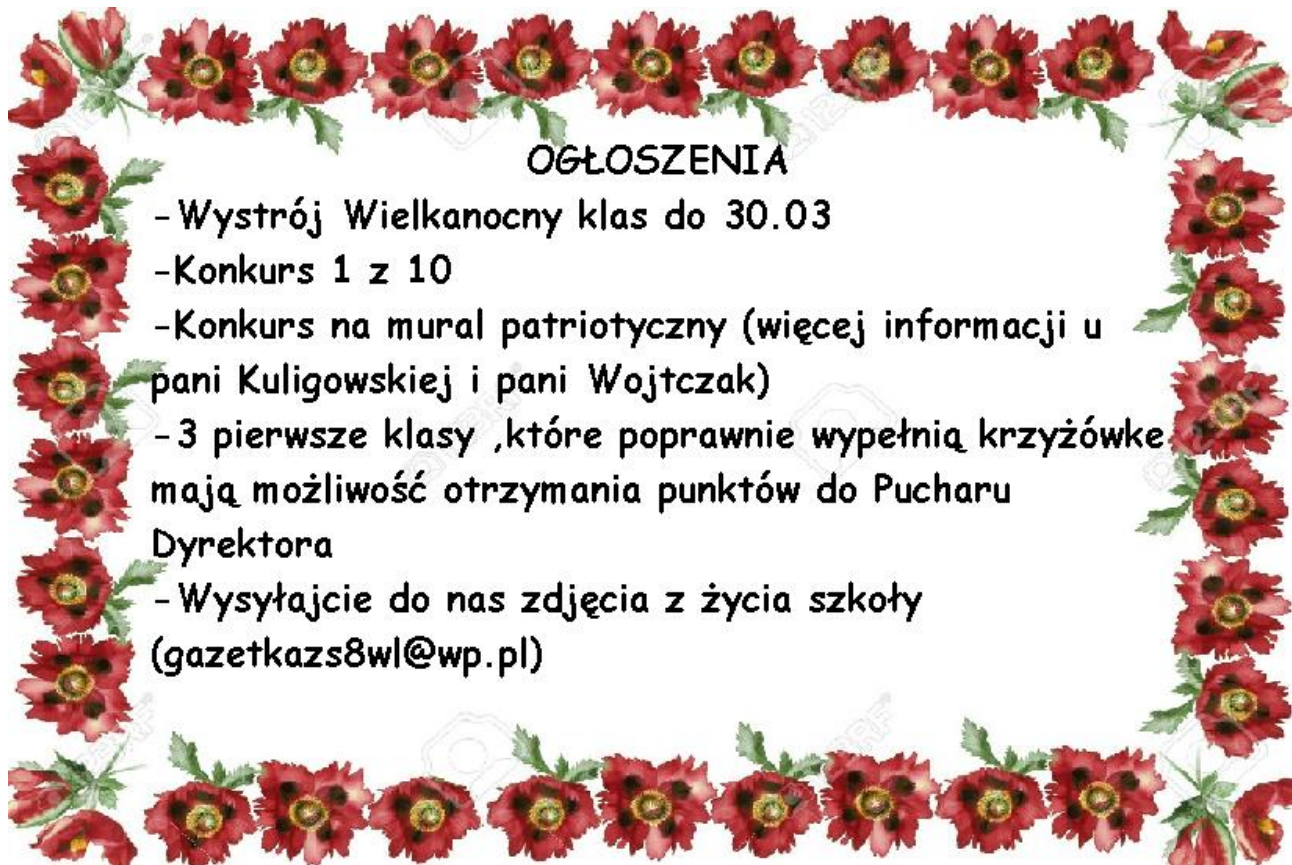 OGŁOSZENIA
-Wystrój Wielkanocny klas do 30.03
-Konkurs 1 z 10
-Konkurs na mural patriotyczny (więcej informacji u
pani Kuligowskiej i pani Wojtczak)
-3 pierwsze klasy ,które poprawnie wypełnią krzyżówke
mają możliwość otrzymania punktów do Pucharu
Dyrektora
-Wysyłajcie do nas zdjęcia z życia szkoły
(gazetkazs8wl@wp.pl)